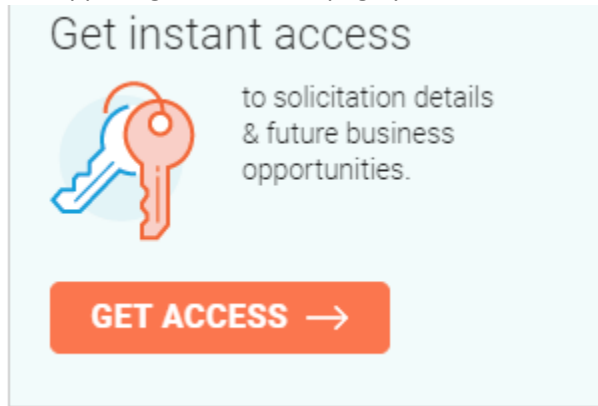 Get instant access
to solicitation details
& future business
opportunities.
GET ACCESS →